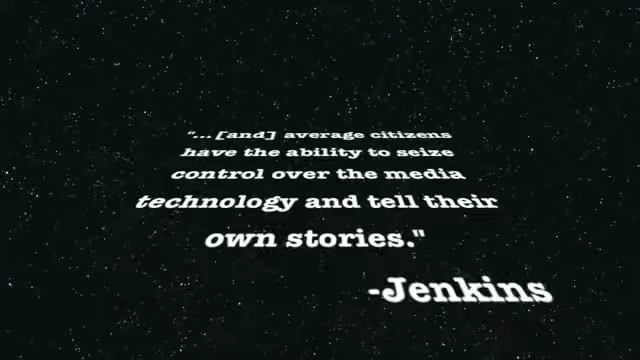 "...[and] average citizens
have the ability to seize
control over the media
technology and tell their
own stories."
-Jenkins